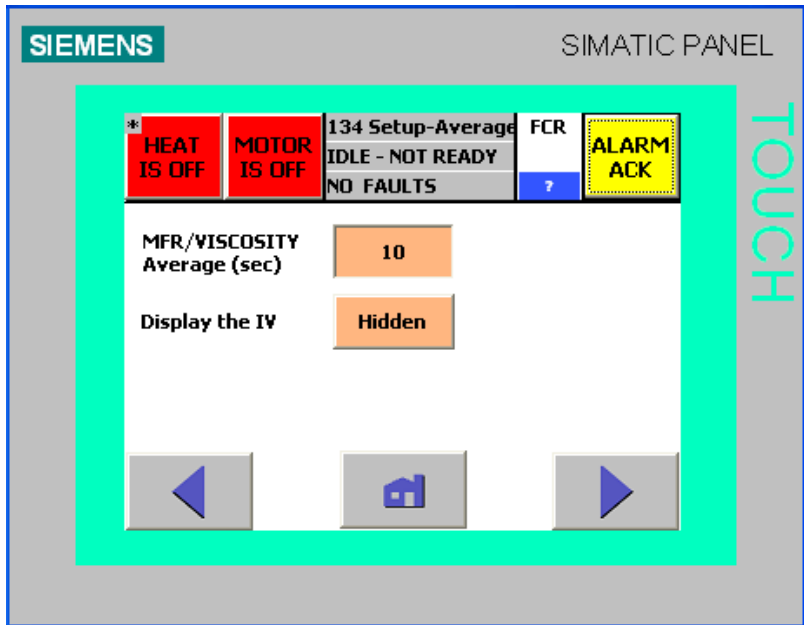 SIEMENS
SIMATIC PANEL
TOUCH
*
HEAT
IS OFF
MOTOR
IS OFF
134 Setup-Average
IDLE - NOT READY
NO FAULTS
FCR
?
ALARM
ACK
MFR/VISCOSITY
Average (sec)
10
Display the IV
Hidden